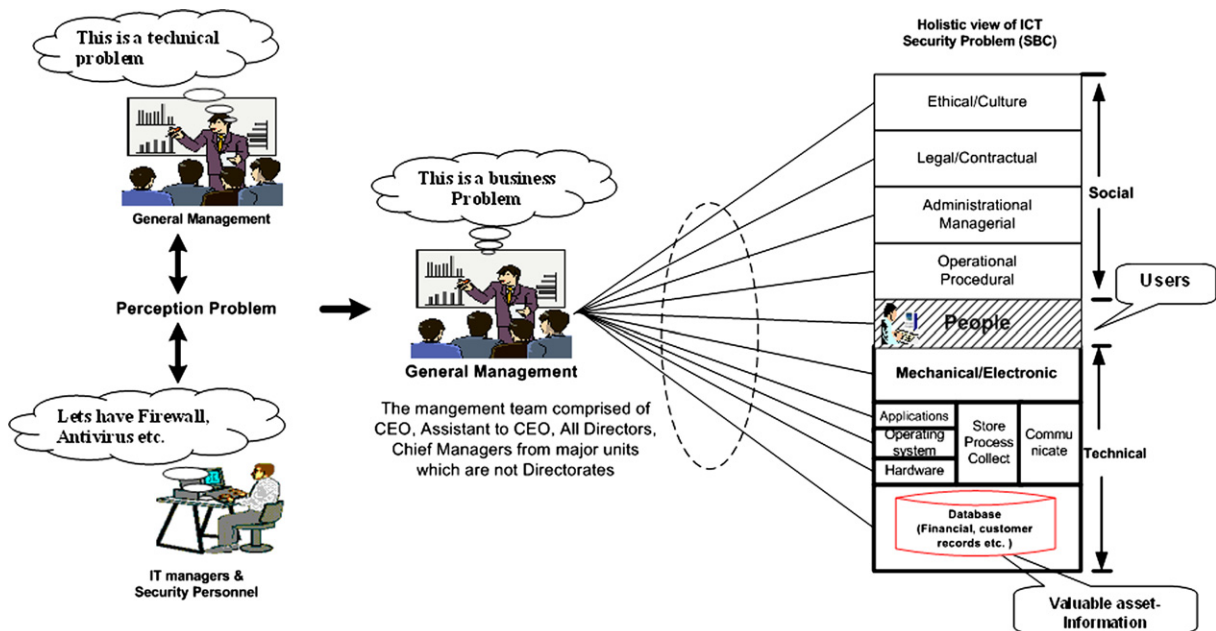 This is a technical
problem
General Management
Perception Problem
Lets have Firewall,
Antivirus etc.
IT managers &
Security Personnel
This is a business
Problem
General Management
The mangement team comprised of
CEO, Assistant to CEO, All Directors,
Chief Managers from major units
which are not Directorates
Holistic view of ICT
Security Problem (SBC)
Ethical/Culture
Legal/Contractual
Administrational
Managerial
Operational
Procedural
People
Mechanical/Electronic
Applications
Operating
system
Hardware
Store
Process
Collect
Commu
nicate
Database
(Financial, customer
records etc. )
Social
Users
Technical
Valuable asset-
Information